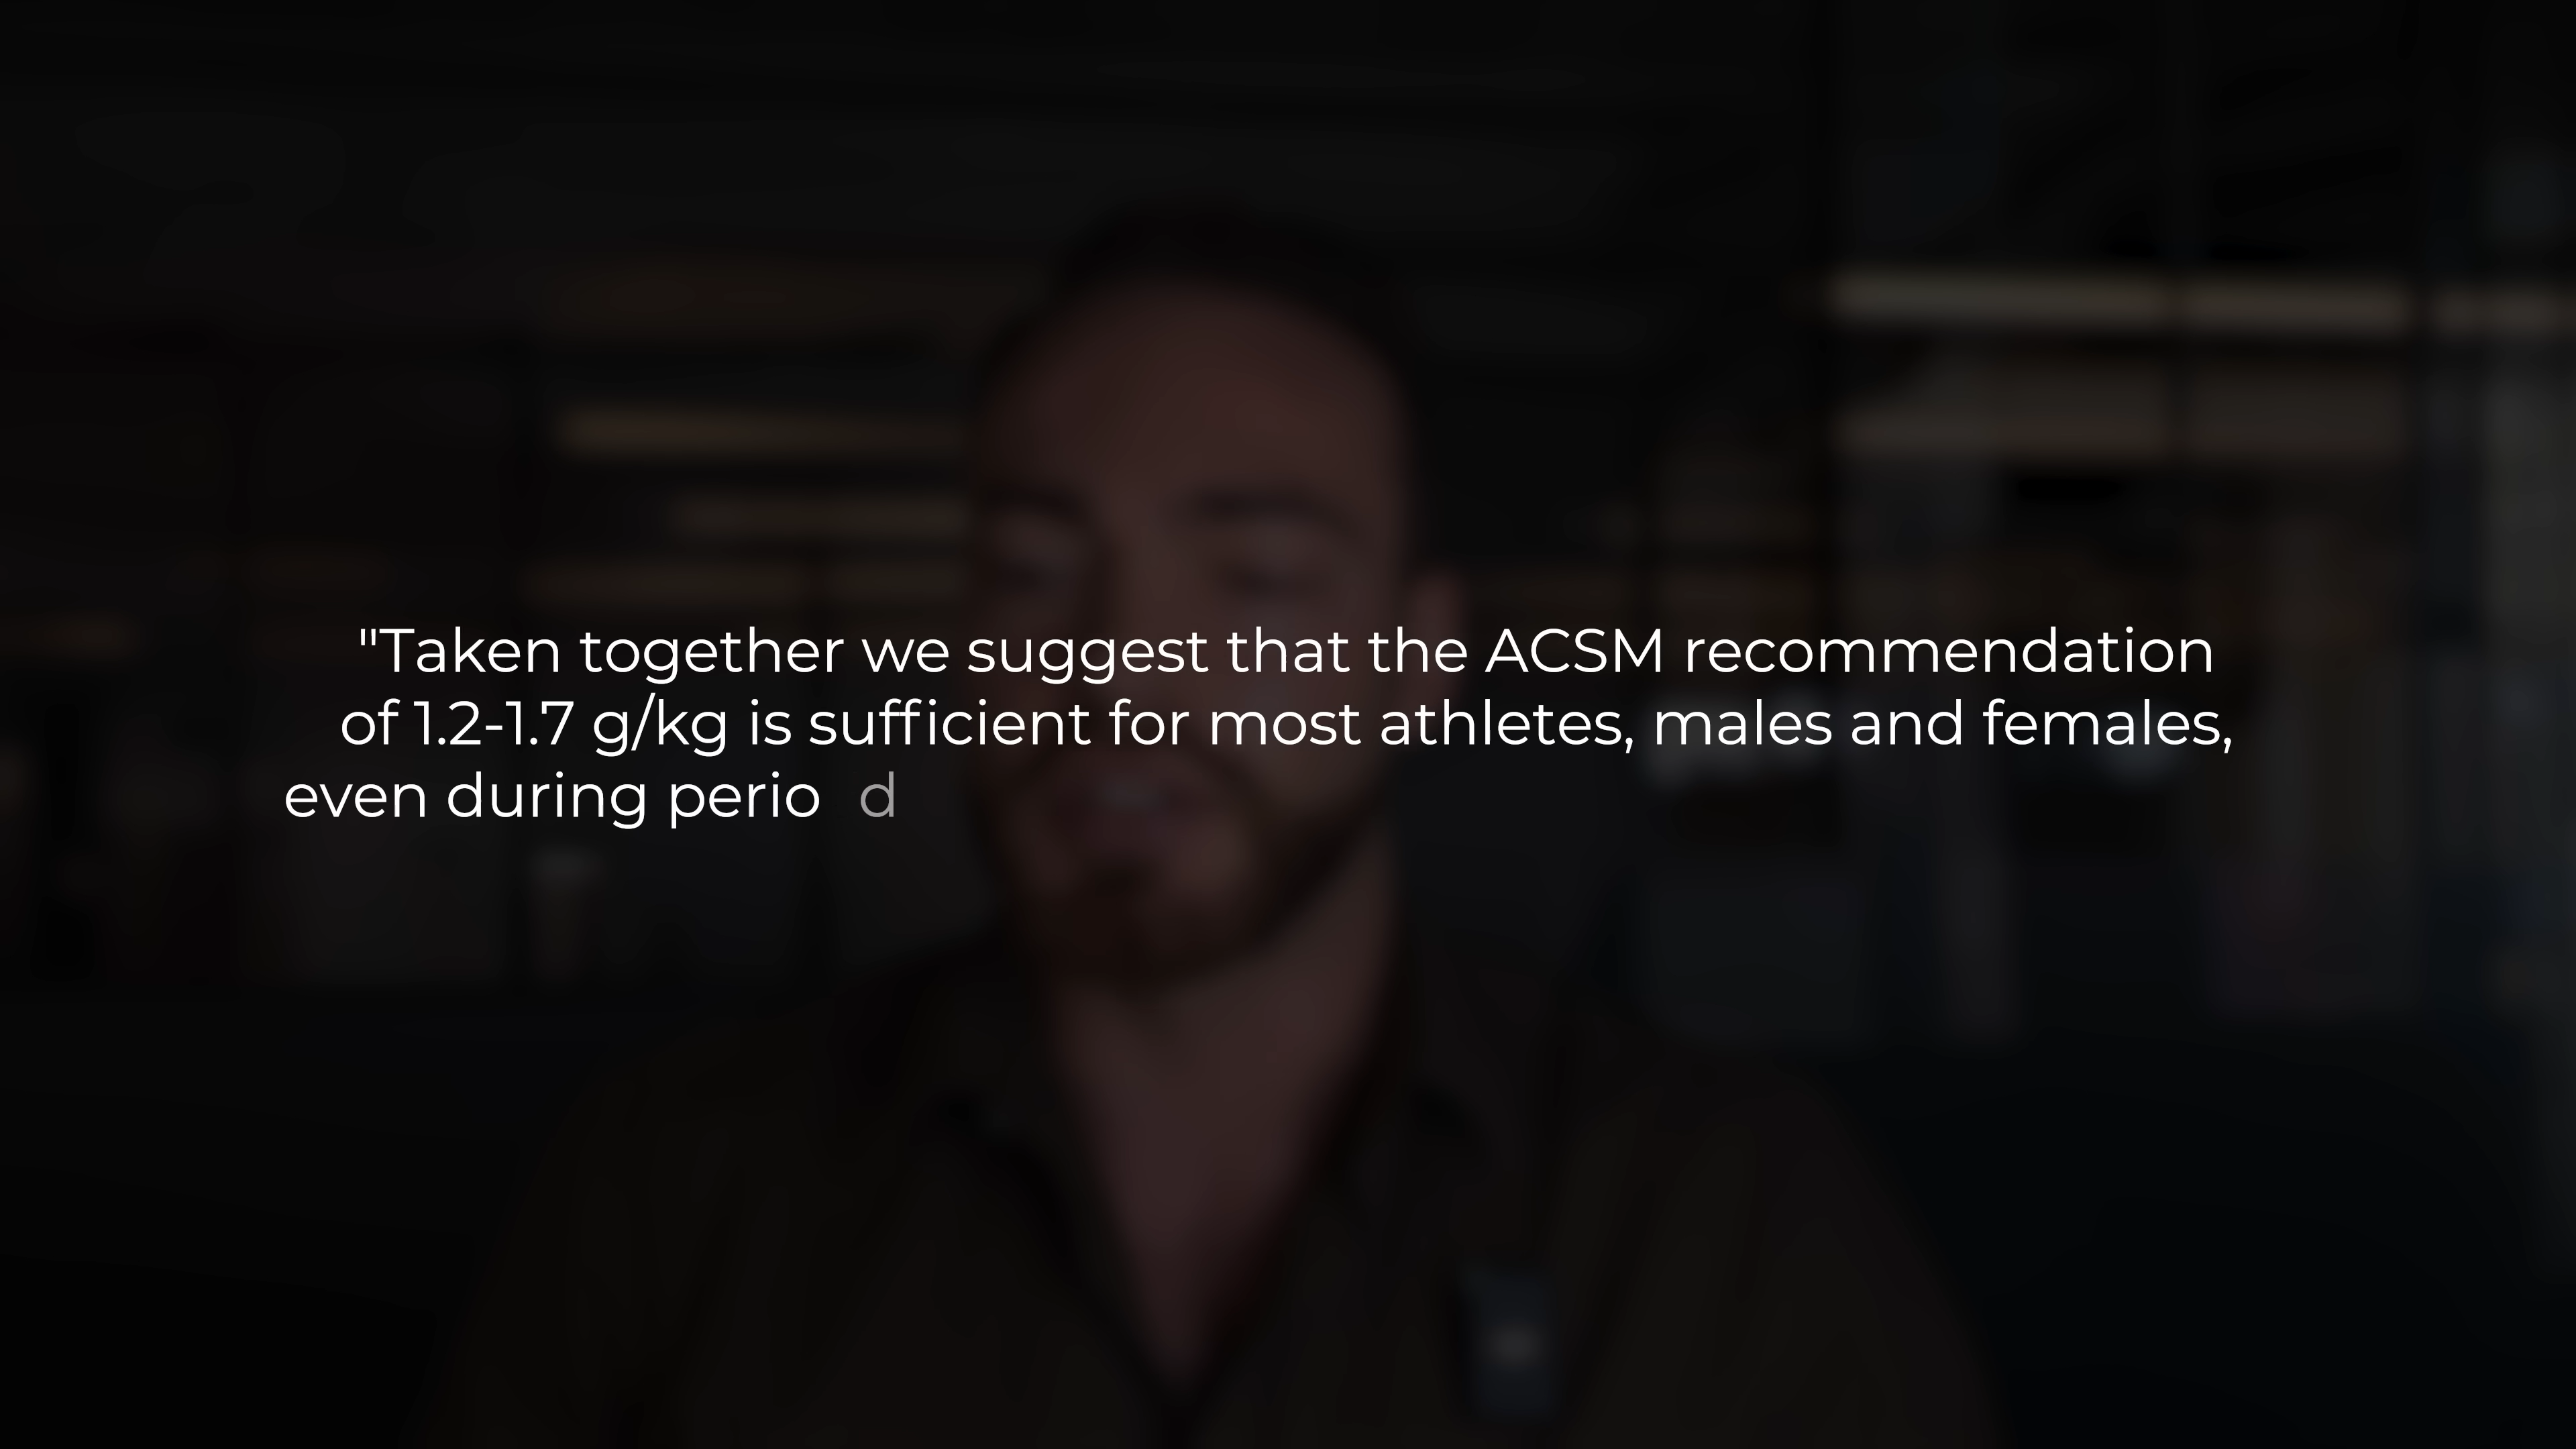 "Taken together we suggest that the ACSM recommendation
of 1.2-1.7 g/kg is sufficient for most athletes, males and females,
even during perio d